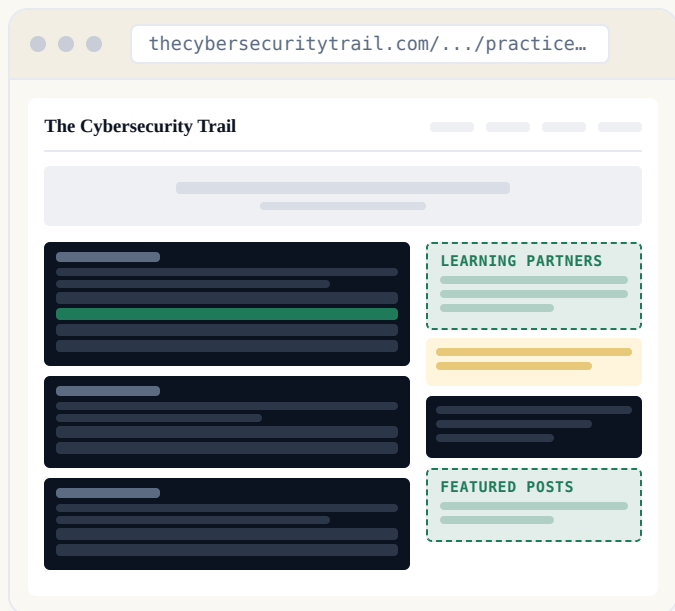 thecybersecuritytrail.com/.../practice…
The Cybersecurity Trail
LEARNING PARTNERS
FEATURED POSTS